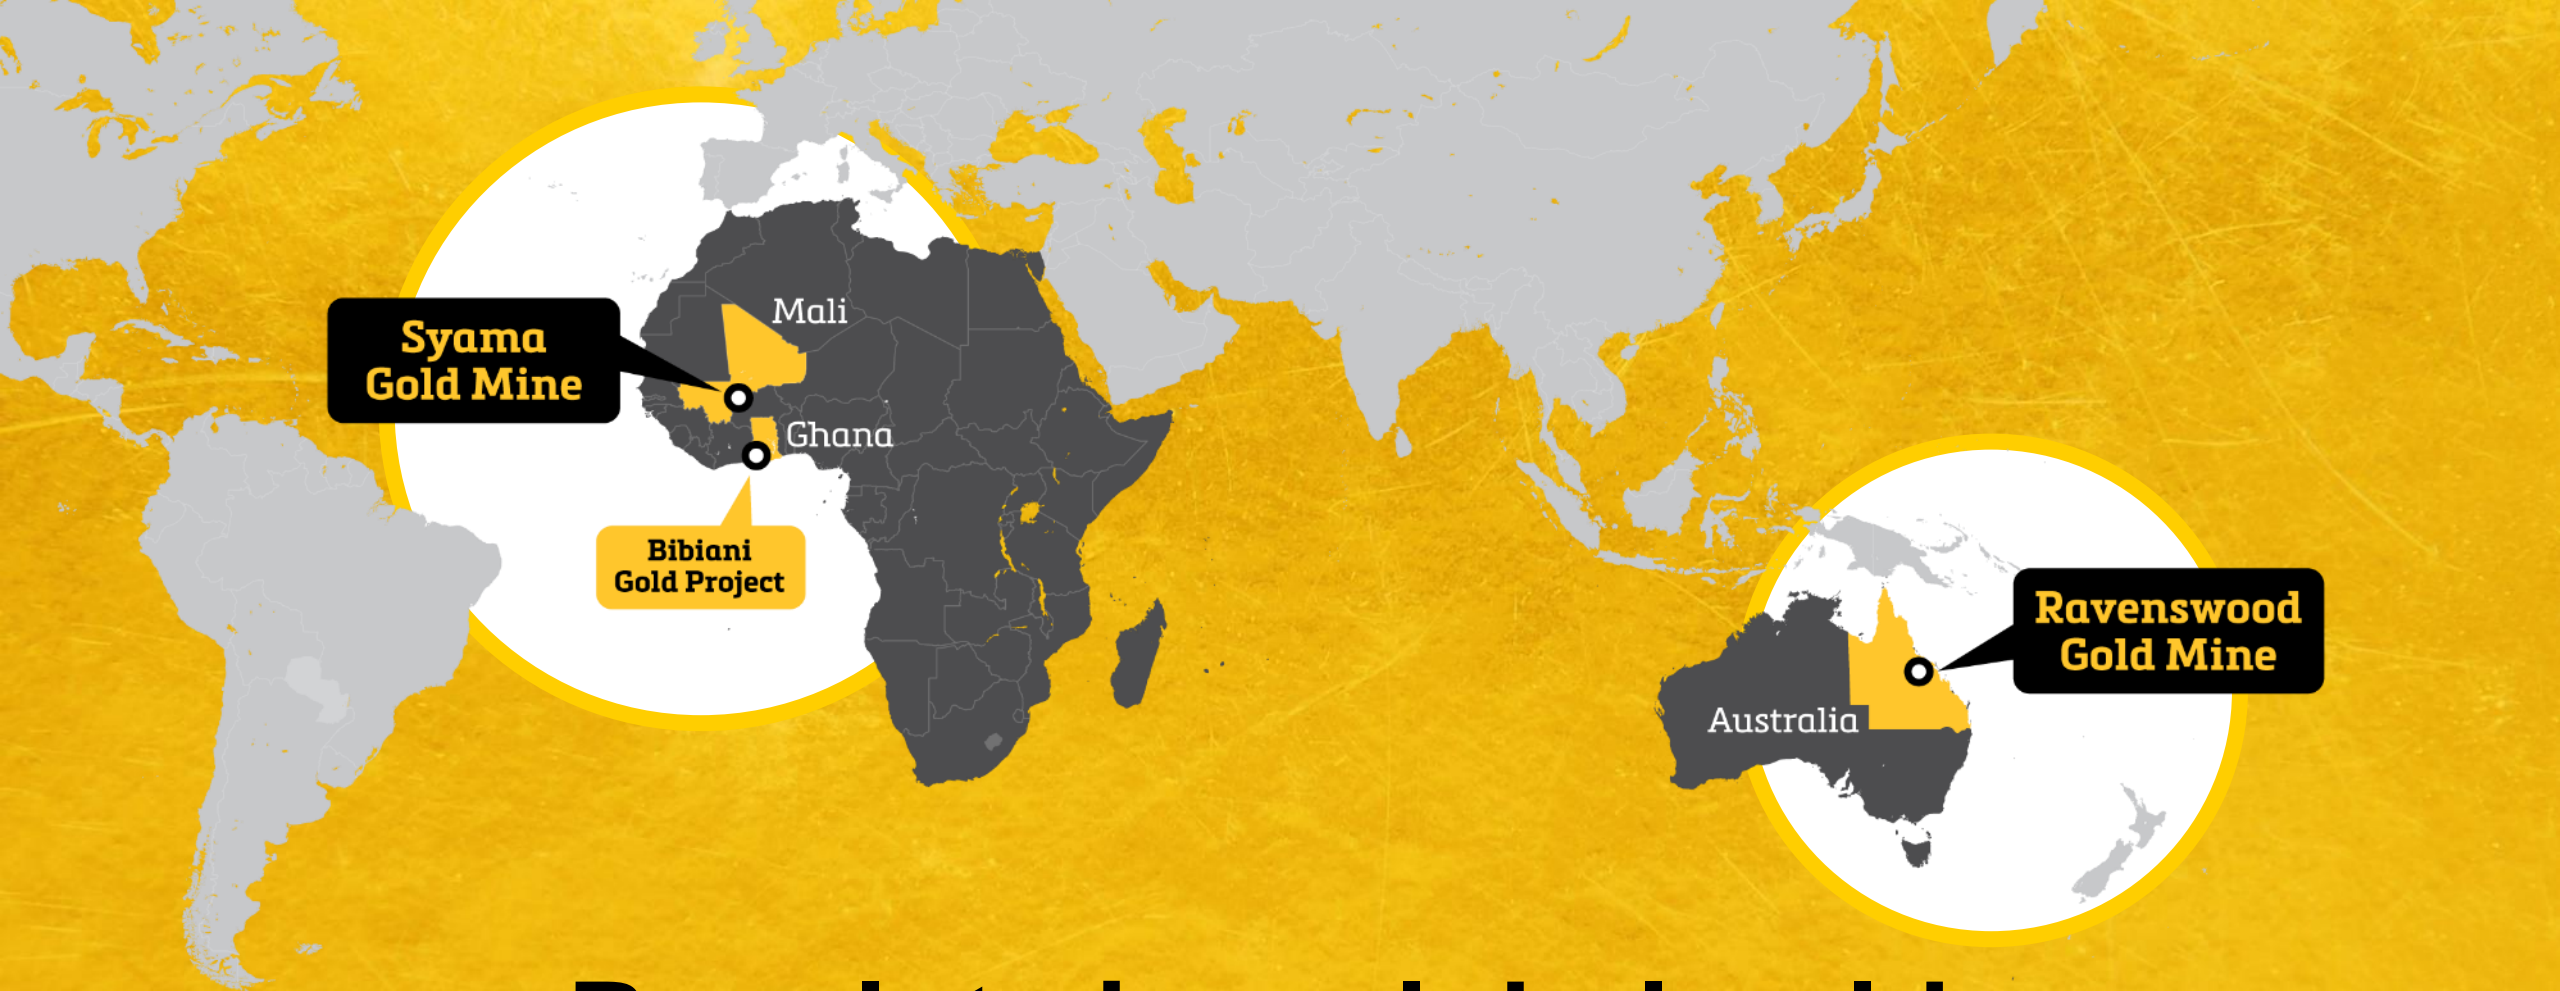 Mali
Syama
Gold Mine
Ghana
Bibiani
Gold Project
Ravenswood
Gold Mine
Australia